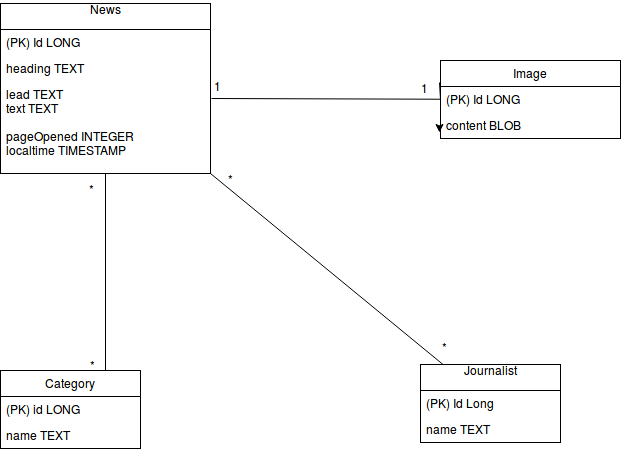 News
(PK) Id LONG
heading TEXT
lead TEXT
text TEXT
pageOpened INTEGER
localtime TIMESTAMP
1
1
Image
(PK) Id LONG
content BLOB
*
*
*
*
Category
(PK) id LONG
name TEXT
Journalist
(PK) Id Long
name TEXT